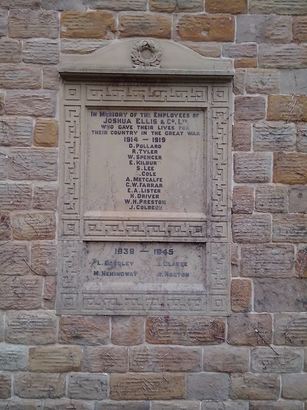 IN MEMORY OF THE EMPLOYEES OF
JOSHUA ELLIS & CO. LTD
WHO GAVE THEIR LIVES FOR
THEIR COUNTRY IN THE GREAT WAR
1914 — 1919
D. POLLARD
R. TYLER
W. SPENCER
E. KILBUR
S. LEE
COLE
A. METCALFE
C. W. FARRAR
E. A. LISTER
H. DRIVER
W. H. PRESTON
J. COLBECK
1939 — 1945
CLARKE
M. HEMINGWAY
NORTON